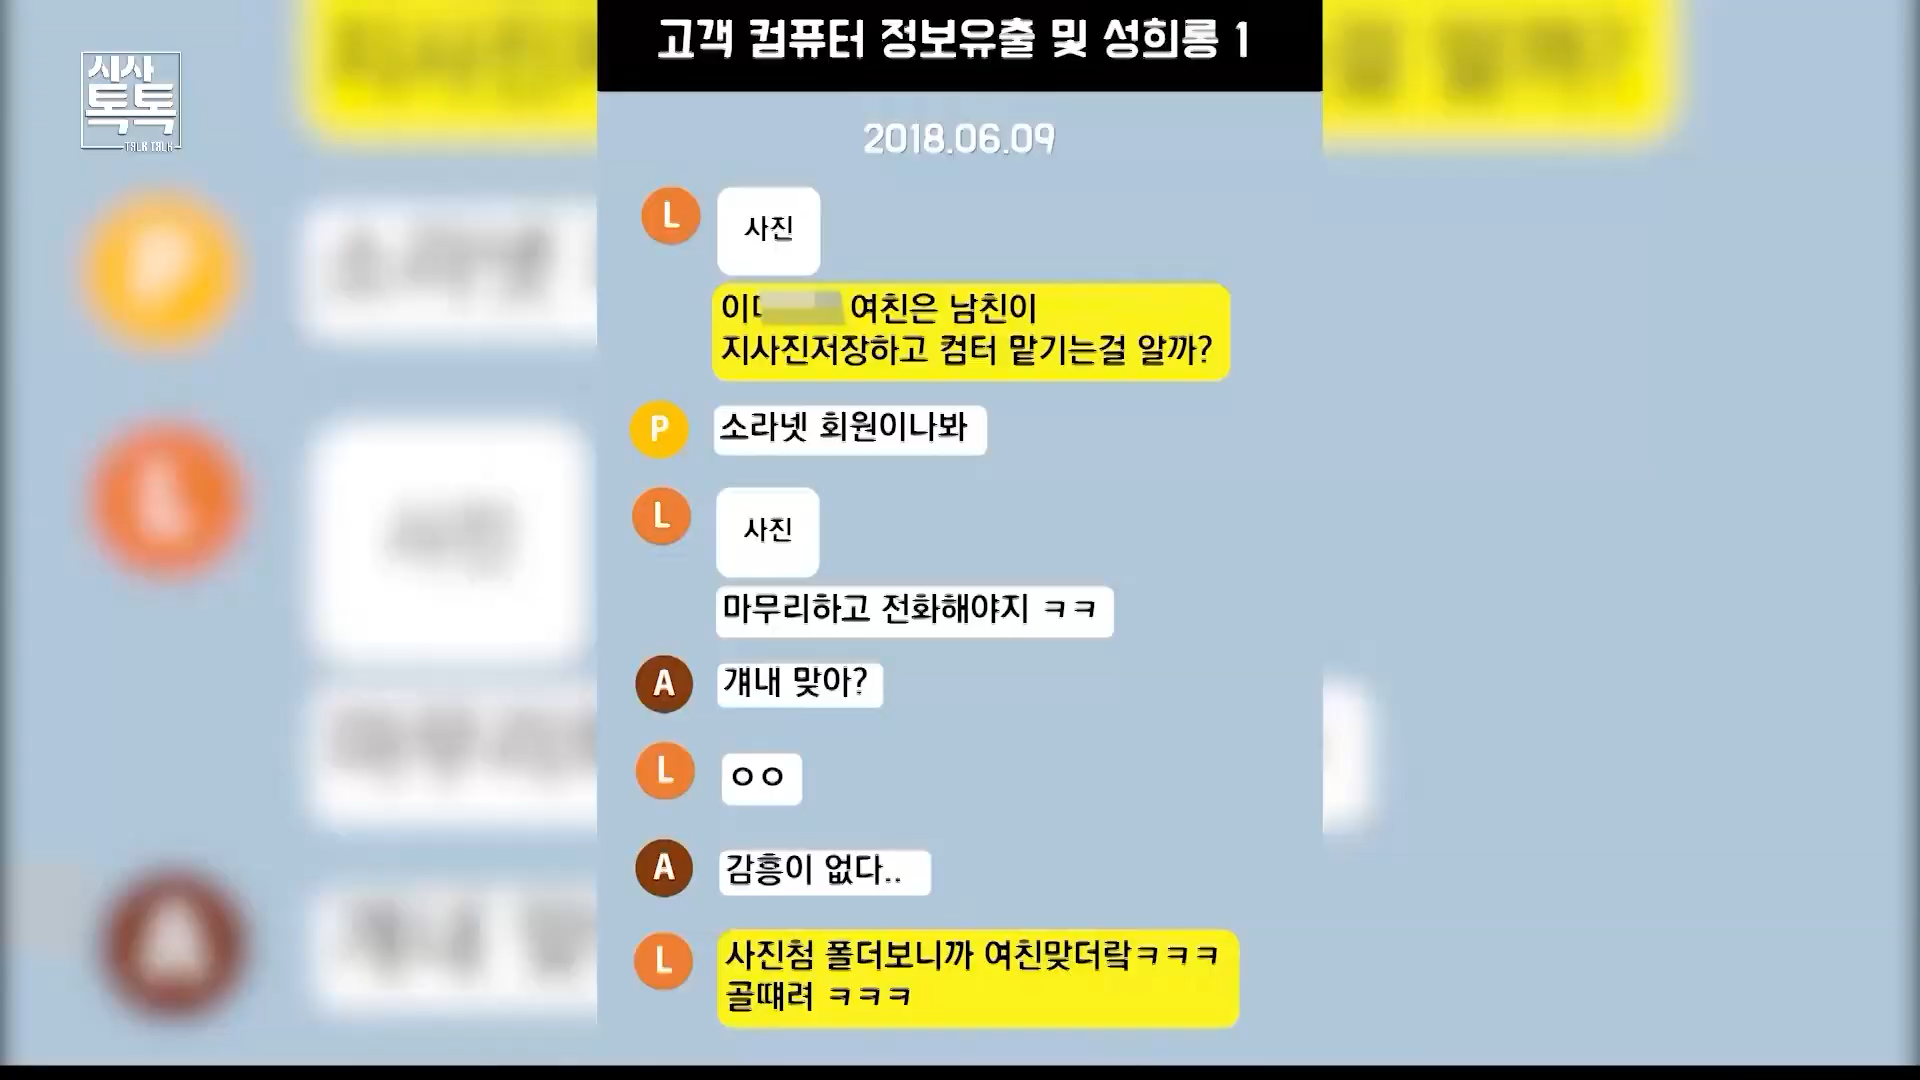 시사
톡톡
TALK TALK
고객 컴퓨터 정보유출 및 성희롱 1
2018.06.09
L
사진
여친은 남친이
지사진저장하고 컴터 맡기는걸 알까?
P
소라넷 회원이나봐
L
사진
마무리하고 전화해야지 ㅋㅋ
A
걔내 맞아?
L
ㅇㅇ
A
감흥이 없다..
L
사진첨 폴더보니까 여친맞더랔ㅋㅋㅋ
골떄려 ㅋㅋㅋ